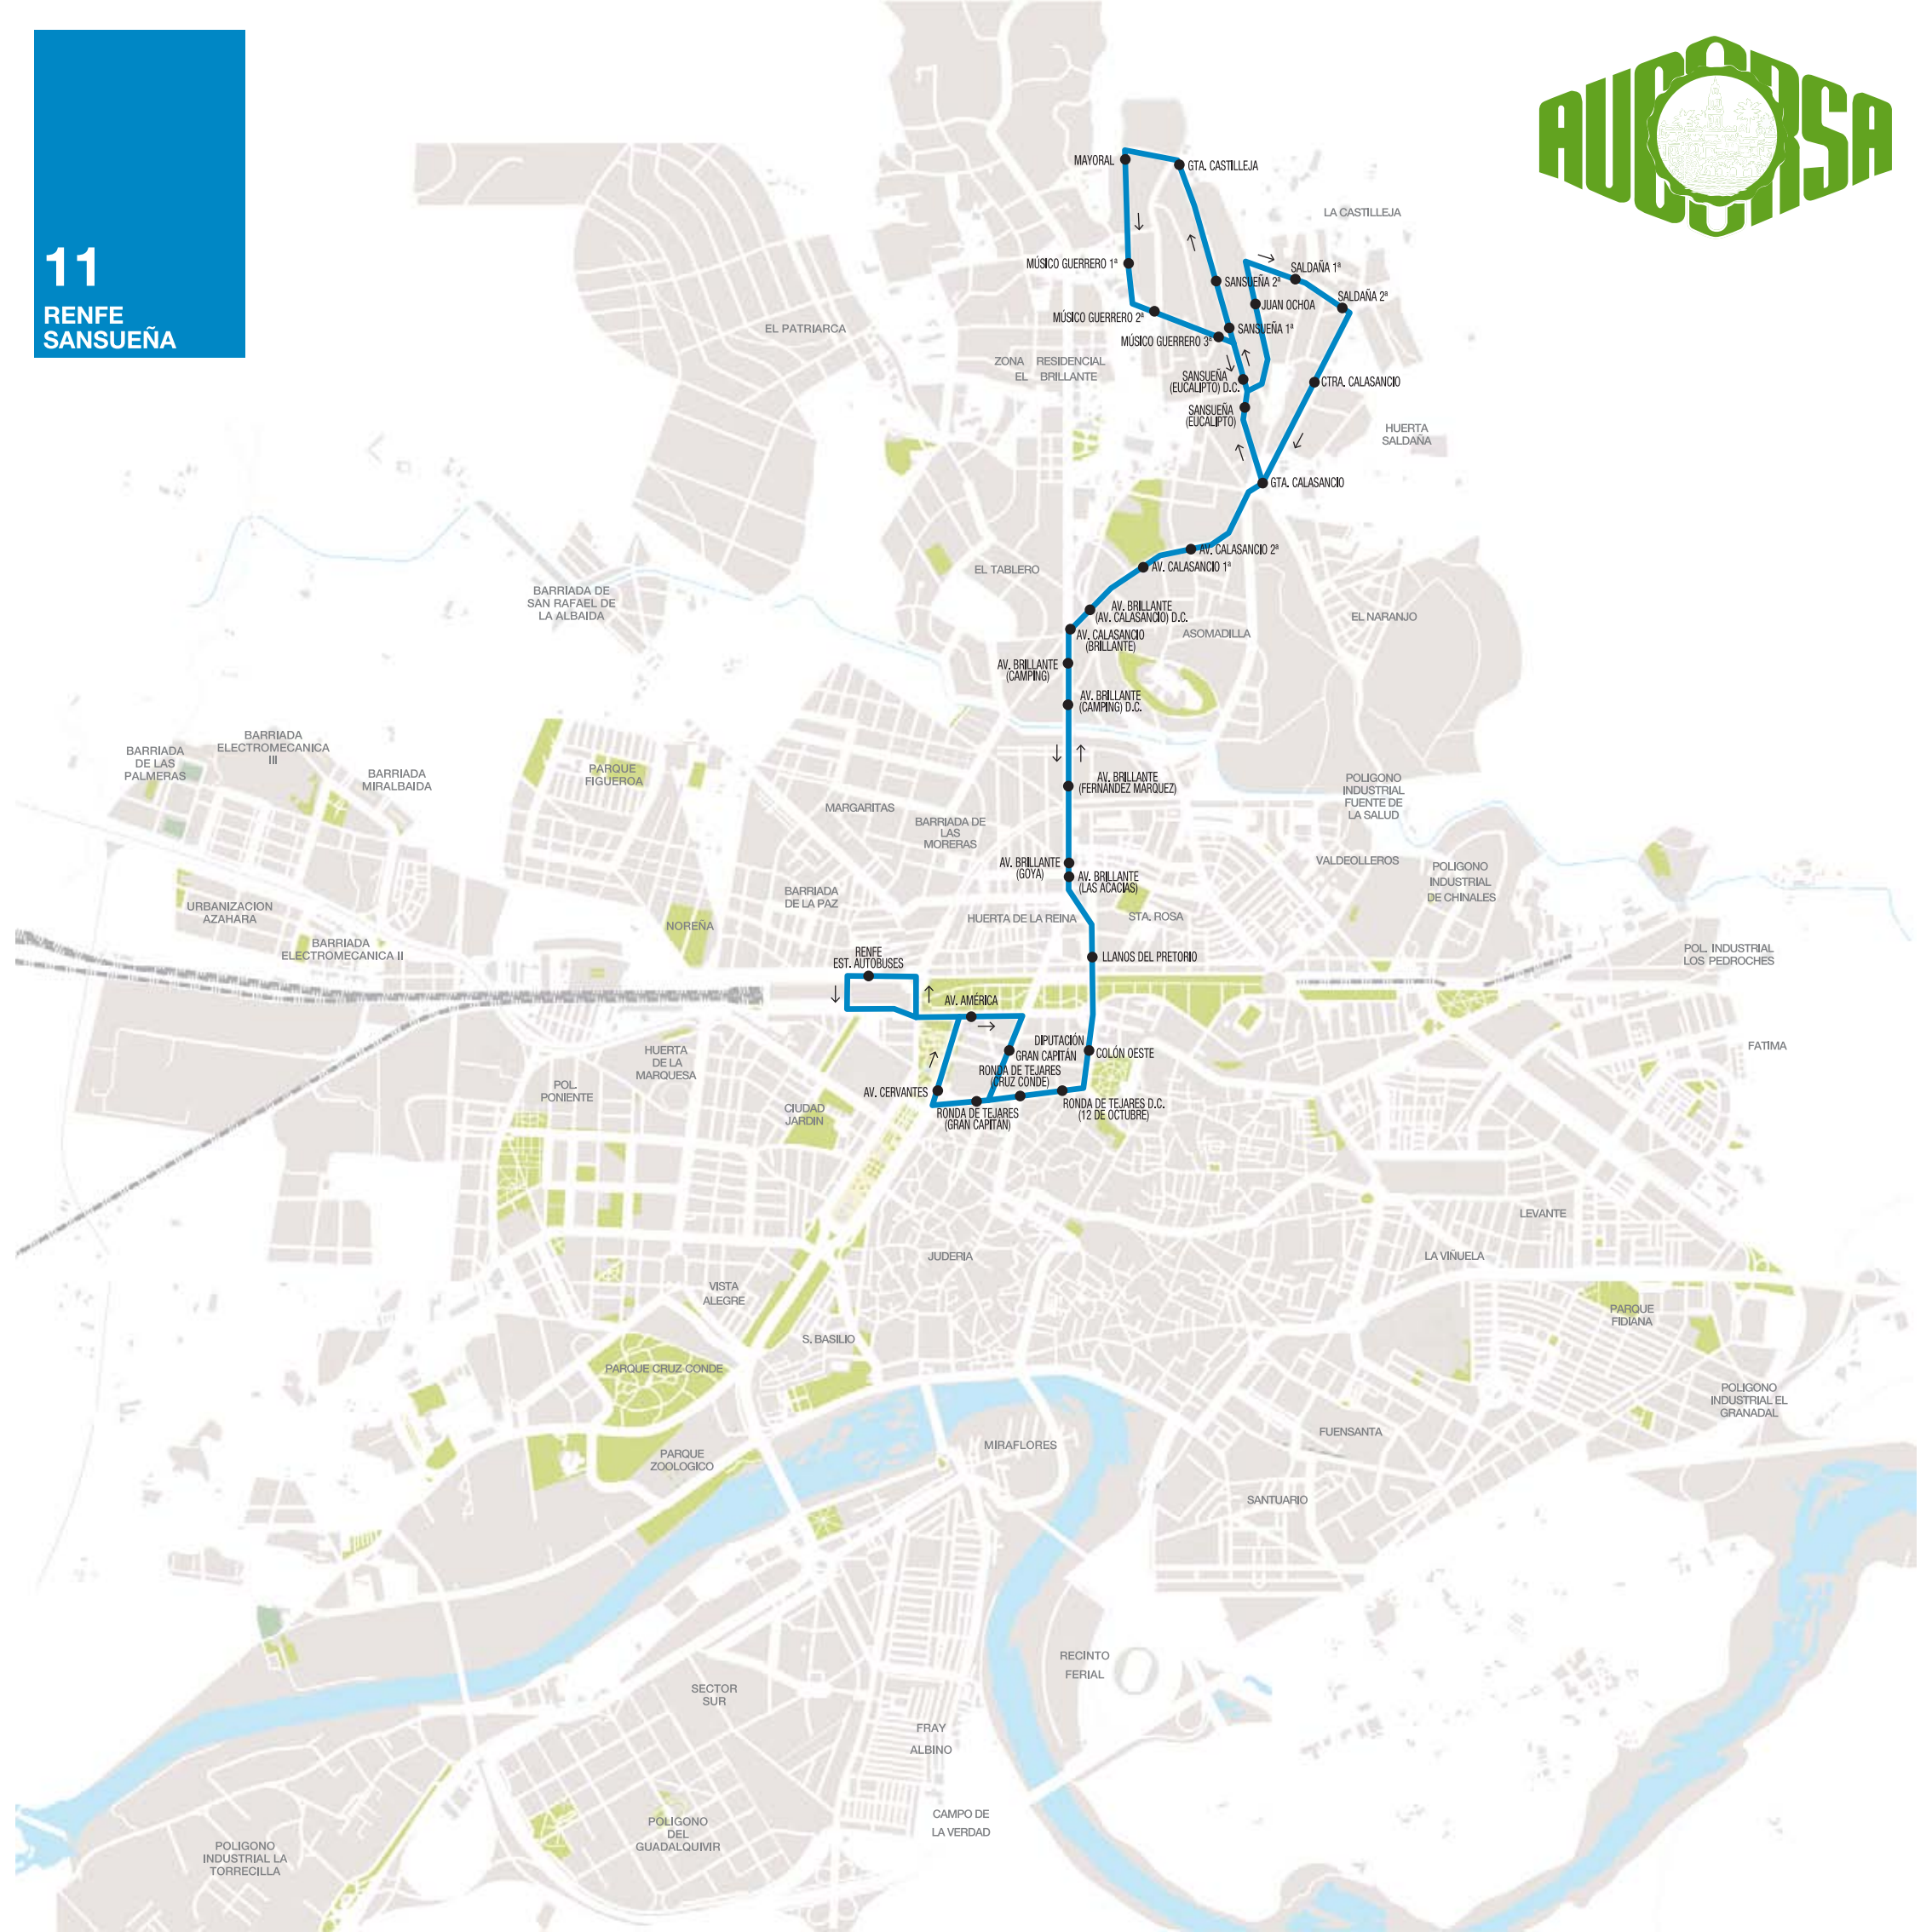 11
RENFE
SANSUEÑA
AUCORSA
MAYORAL
GTA. CASTILLEJA
LA CASTILLEJA
MÚSICO GUERRERO 1ª
SANSUEÑA 2ª
SALDAÑA 1ª
JUAN OCHOA
SALDAÑA 2ª
MÚSICO GUERRERO 2ª
SANSUEÑA 1ª
MÚSICO GUERRERO 3ª
EL PATRIARCA
ZONA RESIDENCIAL
EL BRILLANTE
SANSUEÑA
(EUCALIPTO) D.C.
CTRA. CALASANCIO
SANSUEÑA
(EUCALIPTO)
HUERTA
SALDAÑA
GTA. CALASANCIO
AV. CALASANCIO 2ª
AV. CALASANCIO 1ª
EL TABLERO
BARRIADA DE
SAN RAFAEL DE
LA ALBAIDA
AV. BRILLANTE
(AV. CALASANCIO) D.C.
EL NARANJO
ASOMADILLA
AV. CALASANCIO
(BRILLANTE)
AV. BRILLANTE
(CAMPING)
AV. BRILLANTE
(CAMPING) D.C.
BARRIADA
ELECTROMECANICA
III
BARRIADA
DE LAS
PALMERAS
BARRIADA
MIRALBAIDA
PARQUE
FIGUEROA
AV. BRILLANTE
(FERNÁNDEZ MARQUEZ)
POLIGONO
INDUSTRIAL
FUENTE DE
LA SALUD
MARGARITAS
BARRIADA DE
LAS
MORERAS
AV. BRILLANTE
(GOYA)
AV. BRILLANTE
(LAS ACACIAS)
VALDEOLLEROS
POLIGONO
INDUSTRIAL
DE CHINALES
BARRIADA
DE LA PAZ
URBANIZACION
AZAHARA
NOREÑA
HUERTA DE LA REINA
STA. ROSA
BARRIADA
ELECTROMECANICA II
RENFE
EST. AUTOBUSES
LLANOS DEL PRETORIO
POL. INDUSTRIAL
LOS PEDROCHES
AV. AMÉRICA
DIPUTACIÓN
GRAN CAPITÁN
COLÓN OESTE
FATIMA
HUERTA
DE LA
MARQUESA
RONDA DE TEJARES
(CRUZ CONDE)
POL.
PONIENTE
AV. CERVANTES
CIUDAD
JARDIN
RONDA DE TEJARES
(GRAN CAPITÁN)
RONDA DE TEJARES D.C.
(12 DE OCTUBRE)
LEVANTE
JUDERIA
LA VIÑUELA
VISTA
ALEGRE
PARQUE
FIDIANA
S. BASILIO
PARQUE CRUZ CONDE
POLIGONO
INDUSTRIAL EL
GRANADAL
FUENSANTA
MIRAFLORES
PARQUE
ZOOLOGICO
SANTUARIO
RECINTO
FERIAL
SECTOR
SUR
FRAY
ALBINO
CAMPO DE
LA VERDAD
POLIGONO
DEL
GUADALQUIVIR
POLIGONO
INDUSTRIAL LA
TORRECILLA